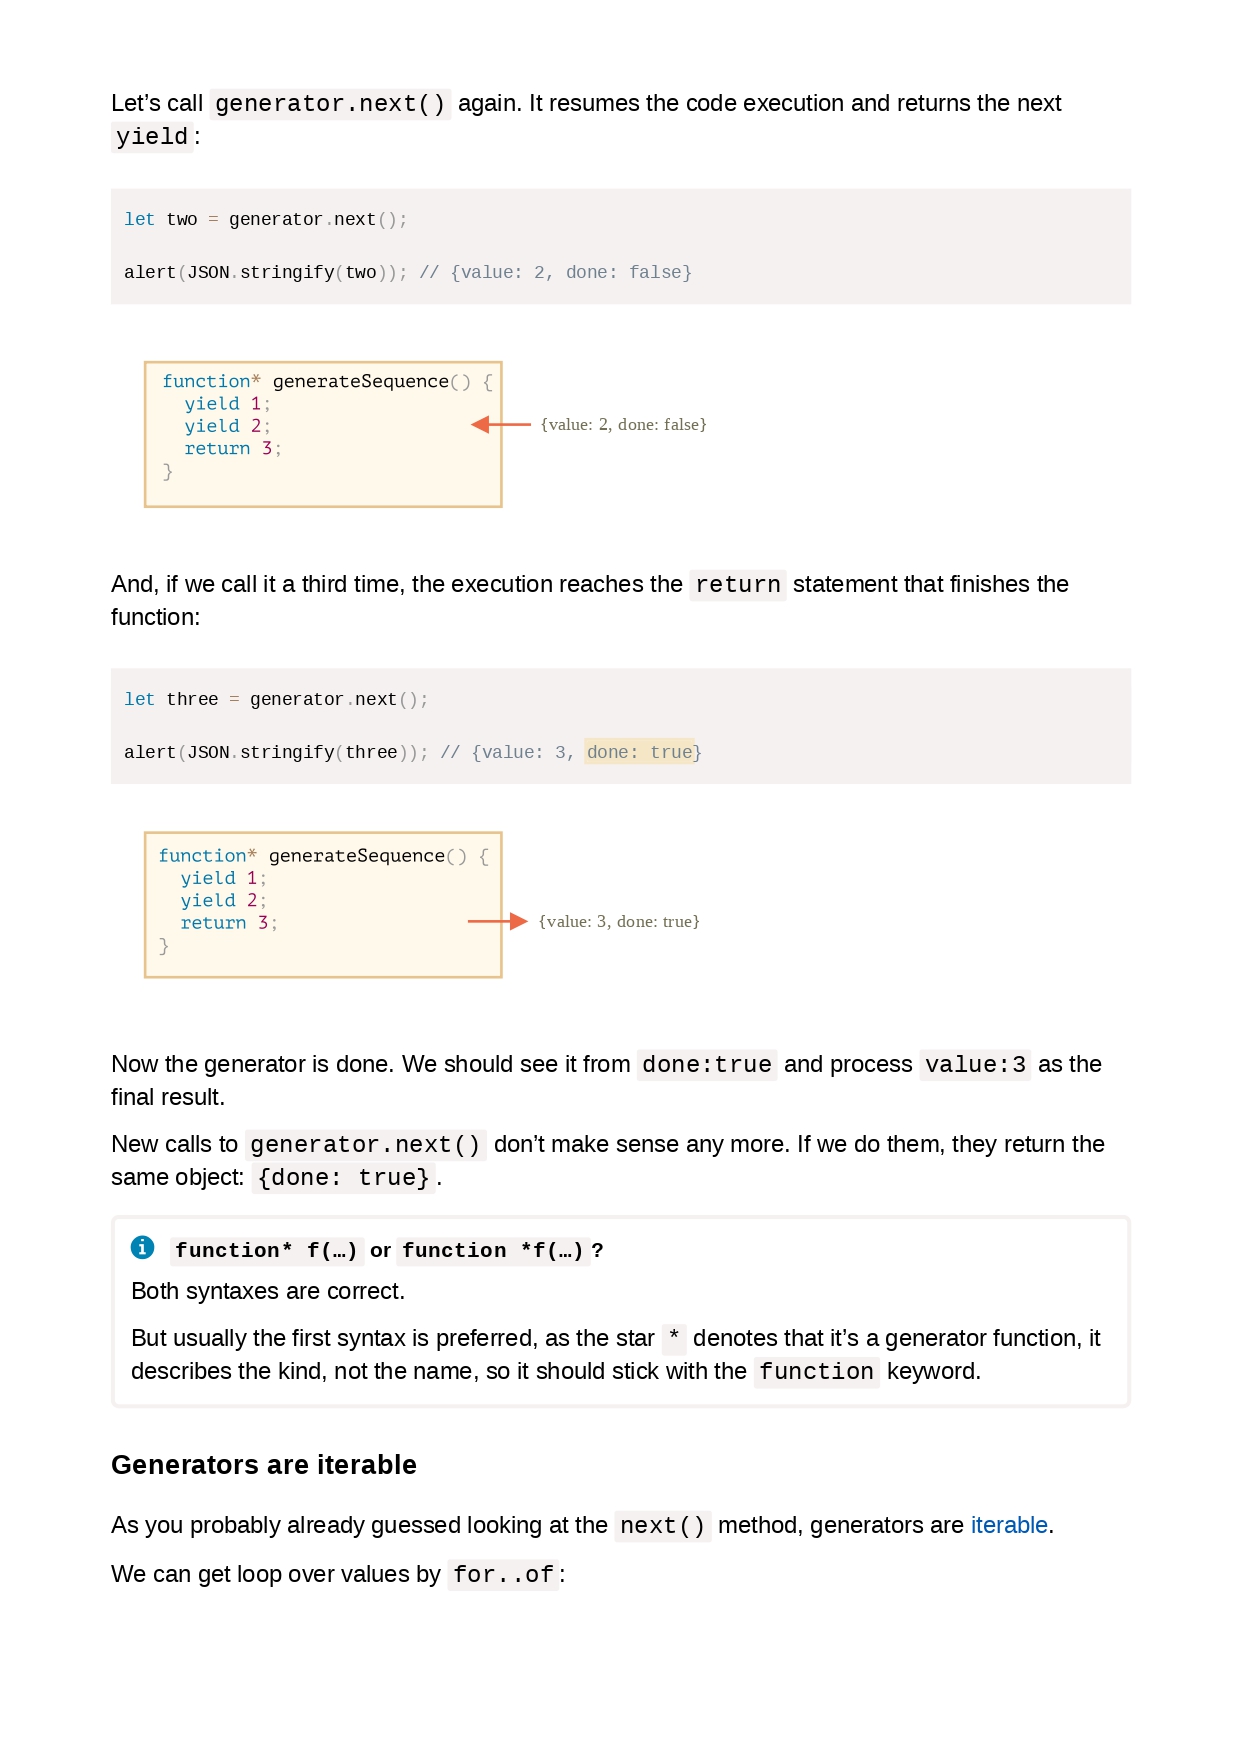 Let’s call generator.next() again. It resumes the code execution and returns the next
yield:
let two = generator.next();
alert(JSON.stringify(two)); // {value: 2, done: false}
function* generateSequence() {
yield 1;
yield 2;
{value: 2, done: false}
return 3;
}
And, if we call it a third time, the execution reaches the return statement that finishes the
function:
let three = generator.next();
alert(JSON.stringify(three)); // {value: 3, done: true}
function* generateSequence() {
yield 1;
yield 2;
return 3;
{value: 3, done: true}
}
Now the generator is done. We should see it from done:true and process value:3 as the
final result.
New calls to generator.next() don’t make sense any more. If we do them, they return the
same object: {done: true}.
function* f(…) or function *f(…)?
Both syntaxes are correct.
But usually the first syntax is preferred, as the star * denotes that it’s a generator function, it
describes the kind, not the name, so it should stick with the function keyword.
Generators are iterable
As you probably already guessed looking at the next() method, generators are iterable.
We can get loop over values by for..of: